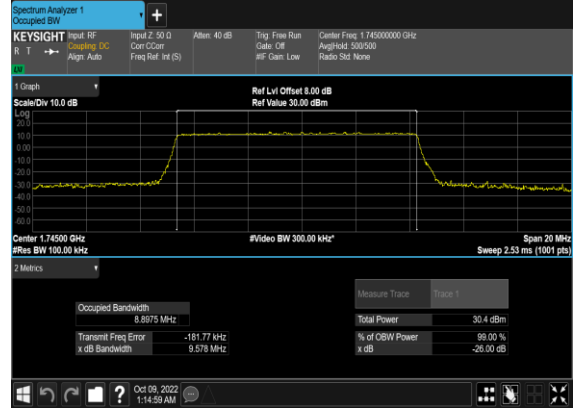 Spectrum Analyzer 1
Occupied BW
+
KEYSIGHT Input: RF Input Z: 50 Ω Atten: 40 dB Trig: Free Run Center Freq: 1.745000000 GHz
R T Coupling: DC Corr CCorr Gate: Off Avg|Hold: 500/500
Align: Auto Freq Ref: Int (S) #IF Gain: Low Radio Std: None
LM
1 Graph
Ref Lvl Offset 8.00 dB
Scale/Div 10.0 dB Ref Value 30.00 dBm
Log
20.0
10.0
0.00
-10.0
-20.0
-30.0
-40.0
-50.0
-60.0
Center 1.74500 GHz #Video BW 300.00 kHz* Span 20 MHz
#Res BW 100.00 kHz Sweep 2.53 ms (1001 pts)
2 Metrics
Measure Trace Trace 1
Occupied Bandwidth
8.8975 MHz Total Power 30.4 dBm
Transmit Freq Error -181.77 kHz % of OBW Power 99.00 %
x dB Bandwidth 9.578 MHz x dB -26.00 dB
? Oct 09, 2022
1:14:59 AM